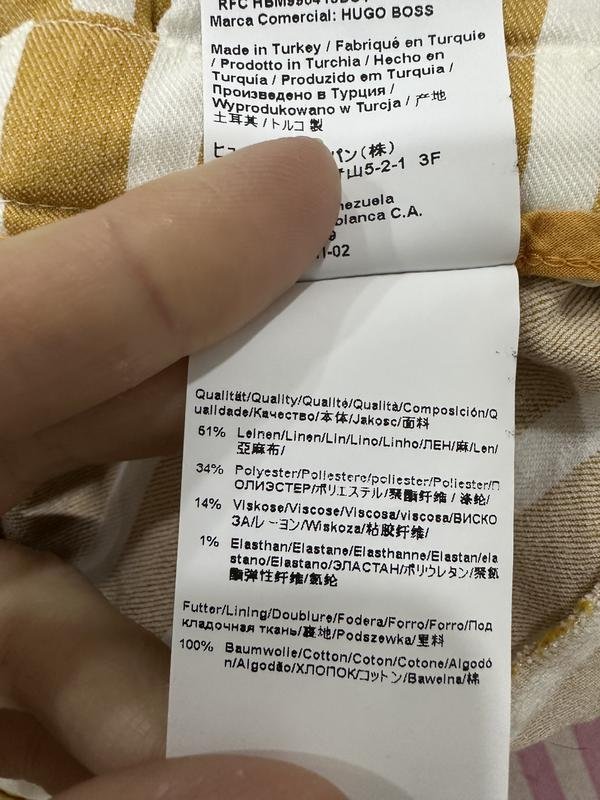 Marca Comercial: HUGO BOSS
Made in Turkey / Fabriqué en Turquie
/ Prodotto in Turchia / Hecho en
Turquía / Produzido em Turquia /
Произведено в Турции /
Wyprodukowano w Turcja / 产地
土耳其 / トルコ 製
ヒュ パン(株)
山5-2-1 3F
nezuela
blanca C.A.
9
1-02
Qualität/Quality/Qualité/Qualità/Composición/Q
ualidade/Качество/本体/Jakosc/面料
51% Leinen/Linen/Lin/Lino/Linho/ЛЕН/麻/Len/
亞麻布/
34% Polyester/Poliestere/poliester/Poliester/П
ОЛИЭСТЕР/ポリエステル/聚酯纤维 / 涤纶/
14% Viskose/Viscose/Viscosa/viscosa/ВИСКО
ЗА/レーヨン/Wiskoza/粘胶纤维/
1% Elasthan/Elastane/Elasthanne/Elastan/ela
stano/Elastano/ЭЛАСТАН/ポリウレタン/聚氨
酯弹性纤维/氨纶
Futter/Lining/Doublure/Fodera/Forro/Forro/Под
кладочная ткань/裏地/Podszewka/里料
100% Baumwolle/Cotton/Coton/Cotone/Algodó
n/Algodão/ХЛОПОК/コットン/Bawelna/棉